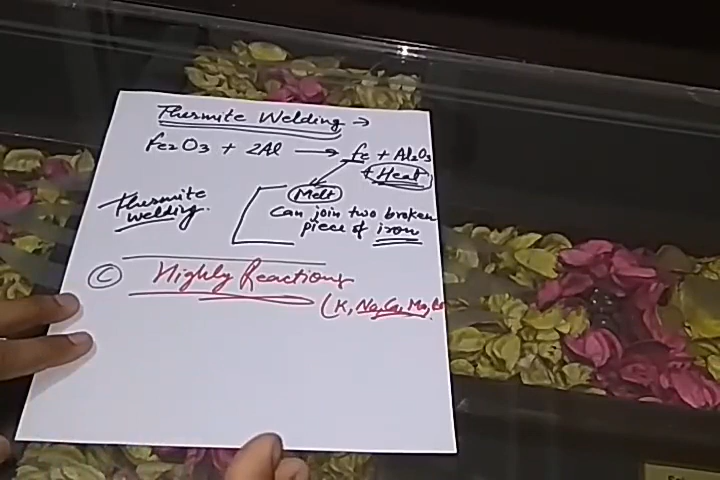 Thermite Welding →
Fe2O3 + 2Al → Fe + Al2O3
+ Heat
Thermite
Welding.
Melt
Can join two broken
piece of iron
C Highly Reactions
(K, Na, Ca, Mg,